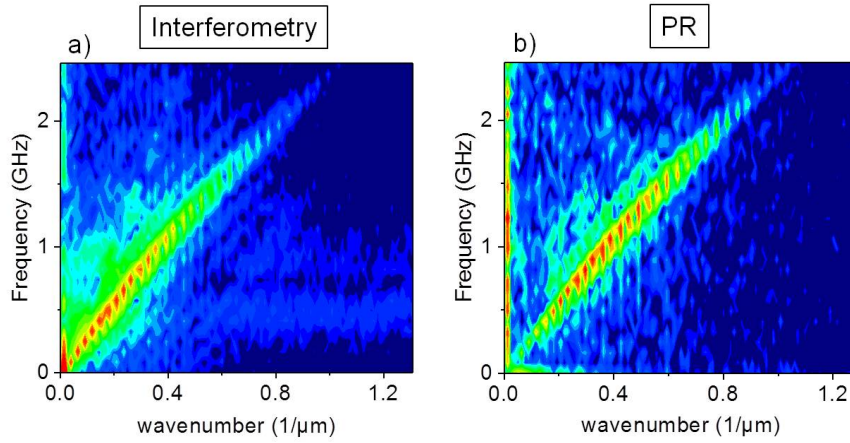 Interferometry
PR
a)
b)
Frequency (GHz)
2
1
0
0.0 0.4 0.8 1.2
wavenumber (1/µm)
Frequency (GHz)
2
1
0
0.0 0.4 0.8 1.2
wavenumber (1/µm)